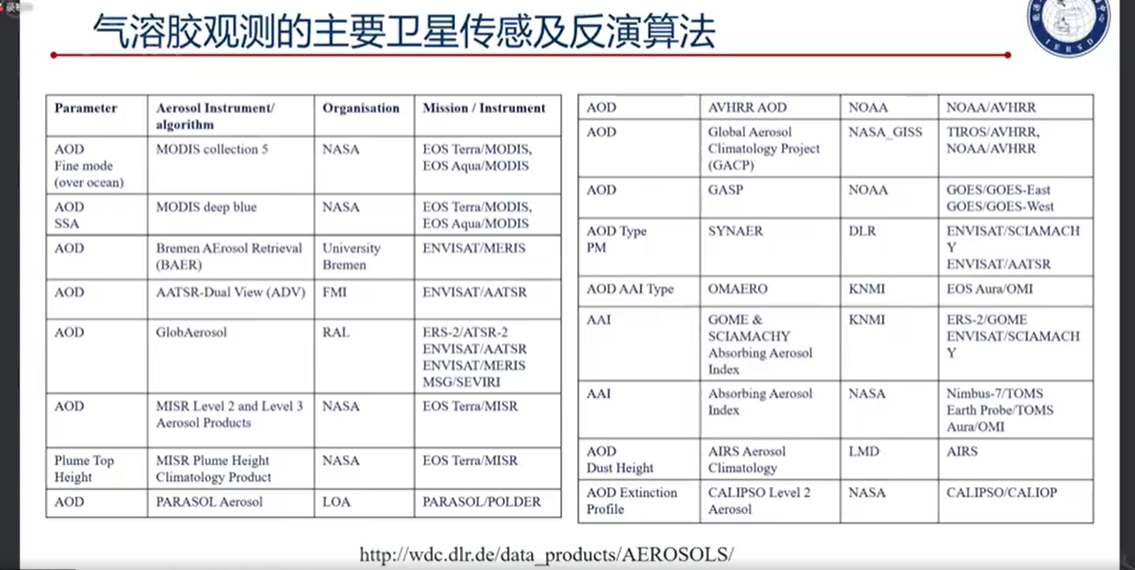 气溶胶观测的主要卫星传感及反演算法
IERSD
Parameter
Aerosol Instrument/
algorithm
Organisation
Mission / Instrument
AOD
Fine mode
(over ocean)
MODIS collection 5
NASA
EOS Terra/MODIS,
EOS Aqua/MODIS
AOD
SSA
MODIS deep blue
NASA
EOS Terra/MODIS,
EOS Aqua/MODIS
AOD
Bremen AErosol Retrieval
(BAER)
University
Bremen
ENVISAT/MERIS
AOD
AATSR-Dual View (ADV)
FMI
ENVISAT/AATSR
AOD
GlobAerosol
RAL
ERS-2/ATSR-2
ENVISAT/AATSR
ENVISAT/MERIS
MSG/SEVIRI
AOD
MISR Level 2 and Level 3
Aerosol Products
NASA
EOS Terra/MISR
Plume Top
Height
MISR Plume Height
Climatology Product
NASA
EOS Terra/MISR
AOD
PARASOL Aerosol
LOA
PARASOL/POLDER
AOD
AVHRR AOD
NOAA
NOAA/AVHRR
AOD
Global Aerosol
Climatology Project
(GACP)
NASA_GISS
TIROS/AVHRR,
NOAA/AVHRR
AOD
GASP
NOAA
GOES/GOES-East
GOES/GOES-West
AOD Type
PM
SYNAER
DLR
ENVISAT/SCIAMACH
Y
ENVISAT/AATSR
AOD AAI Type
OMAERO
KNMI
EOS Aura/OMI
AAI
GOME &
SCIAMACHY
Absorbing Aerosol
Index
KNMI
ERS-2/GOME
ENVISAT/SCIAMACH
Y
AAI
Absorbing Aerosol
Index
NASA
Nimbus-7/TOMS
Earth Probe/TOMS
Aura/OMI
AOD
Dust Height
AIRS Aerosol
Climatology
LMD
AIRS
AOD Extinction
Profile
CALIPSO Level 2
Aerosol
NASA
CALIPSO/CALIOP
http://wdc.dlr.de/data_products/AEROSOLS/